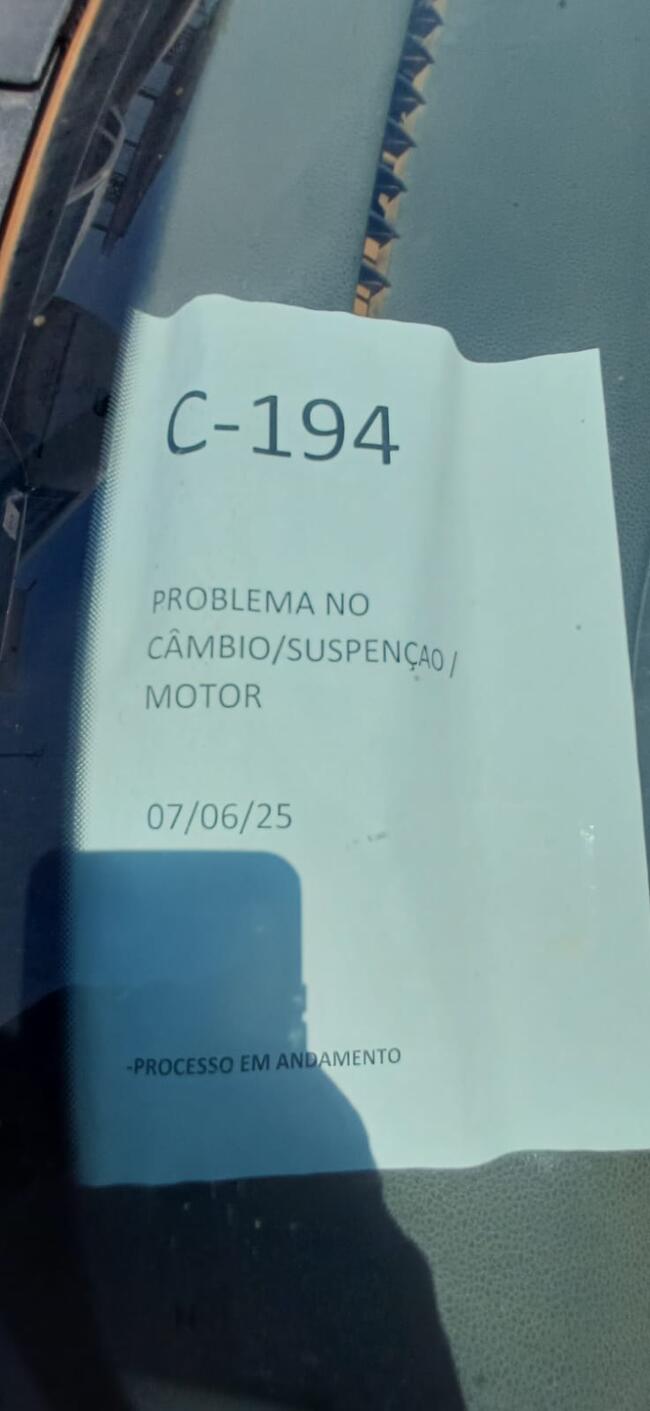 C-194
PROBLEMA NO
CÂMBIO/SUSPENÇAO/
MOTOR
07/06/25
-PROCESSO EM ANDAMENTO